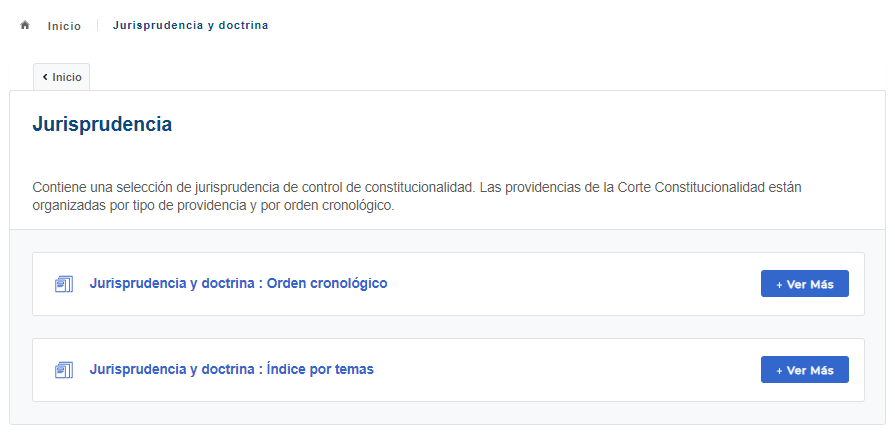 Inicio Jurisprudencia y doctrina
Inicio
Jurisprudencia
Contiene una selección de jurisprudencia de control de constitucionalidad. Las providencias de la Corte Constitucionalidad están
organizadas por tipo de providencia y por orden cronológico.
Jurisprudencia y doctrina : Orden cronológico
+ Ver Más
Jurisprudencia y doctrina : Índice por temas
+ Ver Más